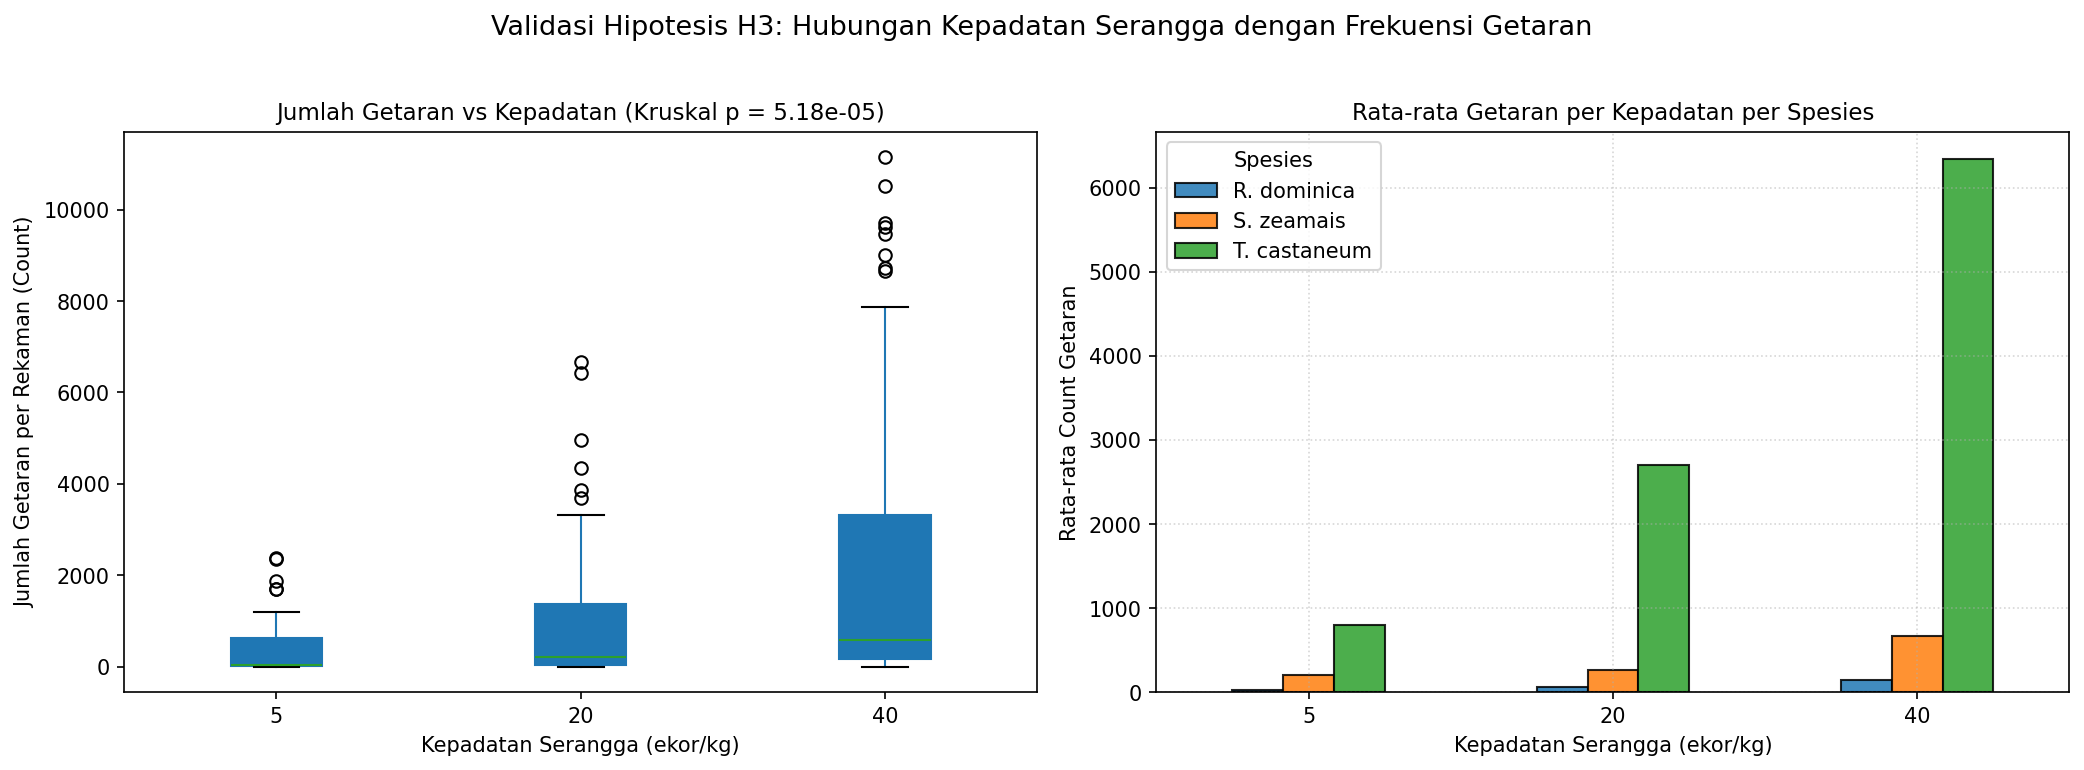 Validasi Hipotesis H3: Hubungan Kepadatan Serangga dengan Frekuensi Getaran
Jumlah Getaran vs Kepadatan (Kruskal p = 5.18e-05)
Jumlah Getaran per Rekaman (Count)
10000
8000
6000
4000
2000
0
5
20
40
Kepadatan Serangga (ekor/kg)
Rata-rata Getaran per Kepadatan per Spesies
Spesies
R. dominica
S. zeamais
T. castaneum
Rata-rata Count Getaran
6000
5000
4000
3000
2000
1000
0
5
20
40
Kepadatan Serangga (ekor/kg)